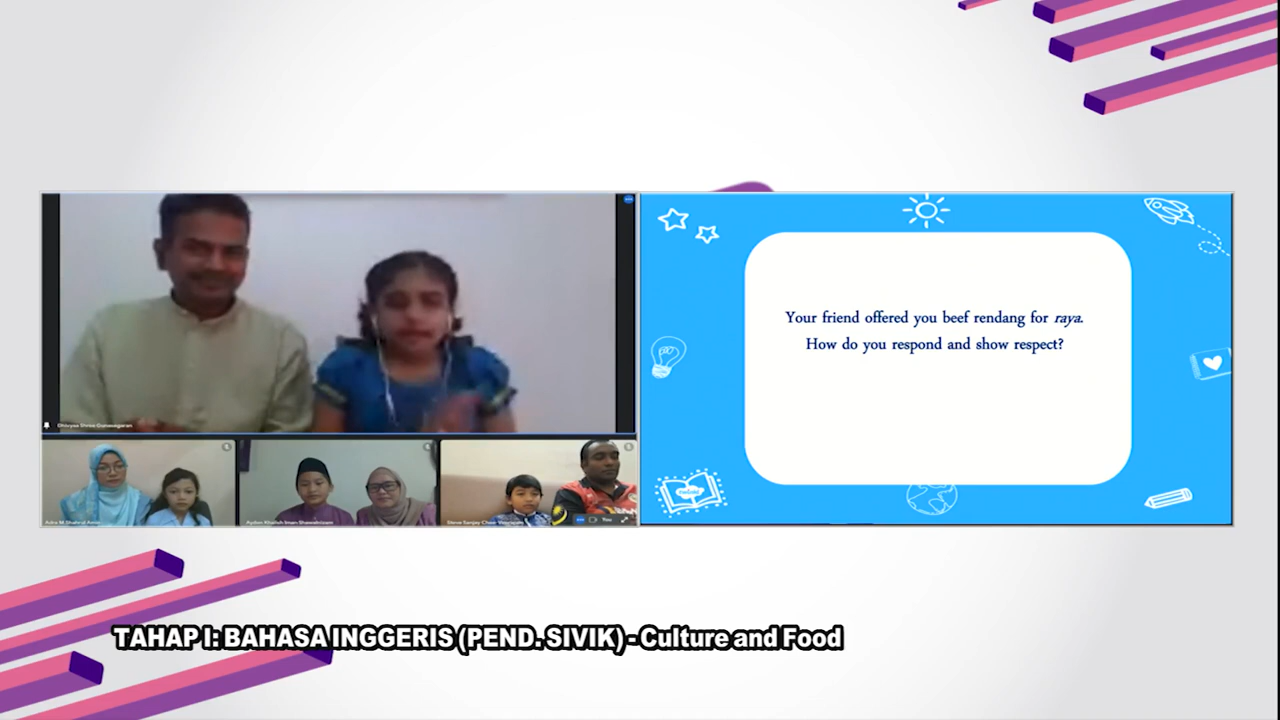 Your friend offered you beef rendang for raya.
How do you respond and show respect?
You
TAHAP I: BAHASA INGGERIS (PEND. SIVIK) - Culture and Food